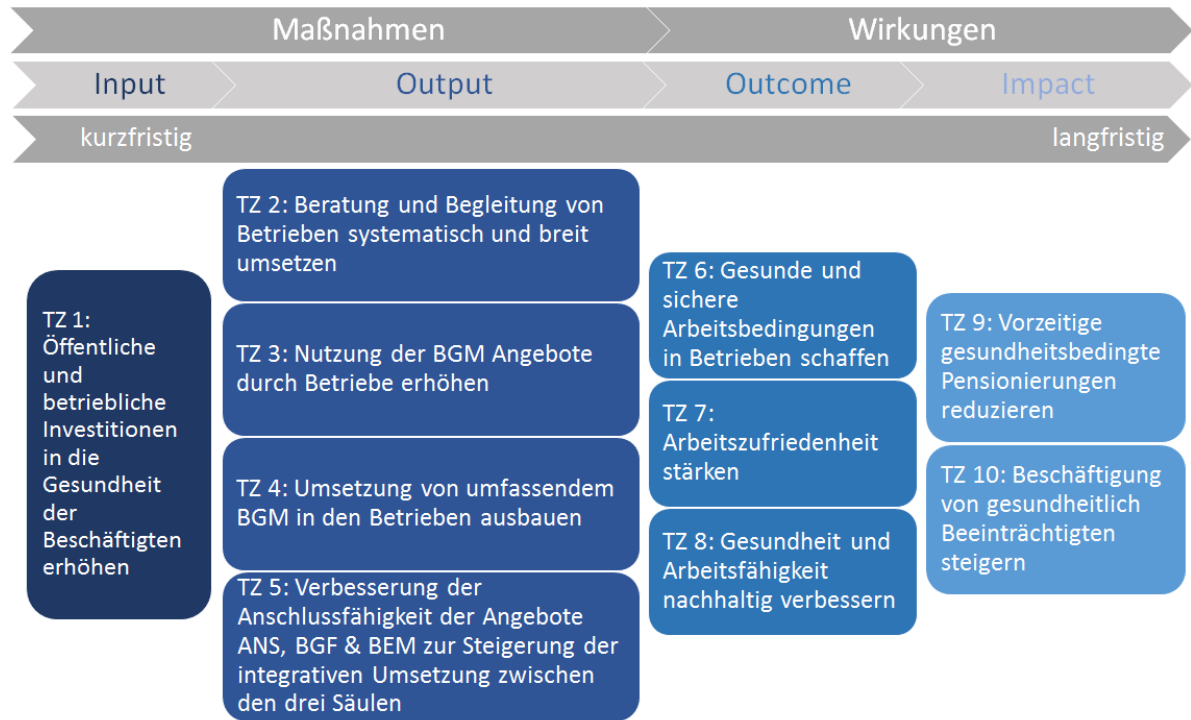 Maßnahmen
Wirkungen
Input
Output
Outcome
Impact
kurzfristig
langfristig
TZ 1:
Öffentliche
und
betriebliche
Investitionen
in die
Gesundheit
der
Beschäftigten
erhöhen
TZ 2: Beratung und Begleitung von
Betrieben systematisch und breit
umsetzen
TZ 3: Nutzung der BGM Angebote
durch Betriebe erhöhen
TZ 4: Umsetzung von umfassendem
BGM in den Betrieben ausbauen
TZ 5: Verbesserung der
Anschlussfähigkeit der Angebote
ANS, BGF & BEM zur Steigerung der
integrativen Umsetzung zwischen
den drei Säulen
TZ 6: Gesunde und
sichere
Arbeitsbedingungen
in Betrieben schaffen
TZ 7:
Arbeitszufriedenheit
stärken
TZ 8: Gesundheit und
Arbeitsfähigkeit
nachhaltig verbessern
TZ 9: Vorzeitige
gesundheitsbedingte
Pensionierungen
reduzieren
TZ 10: Beschäftigung
von gesundheitlich
Beeinträchtigten
steigern